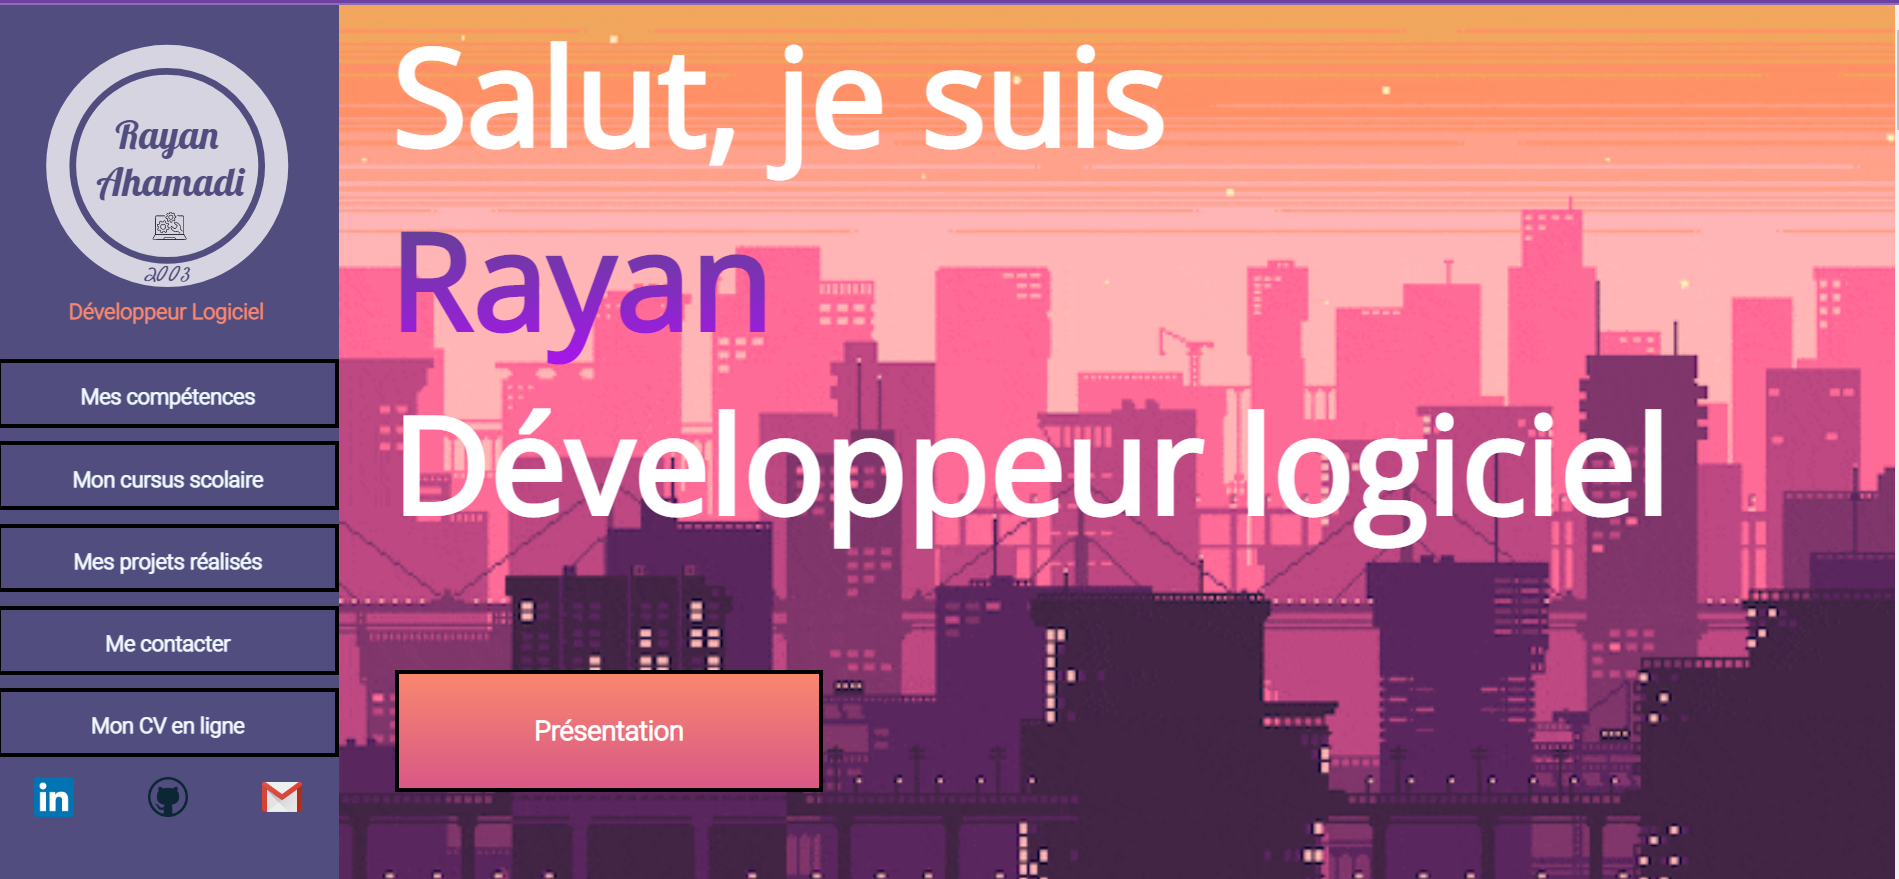 Rayan
Ahamadi
2003
Développeur Logiciel
Mes compétences
Mon cursus scolaire
Mes projets réalisés
Me contacter
Mon CV en ligne
in
Salut, je suis
Rayan
Développeur logiciel
Présentation